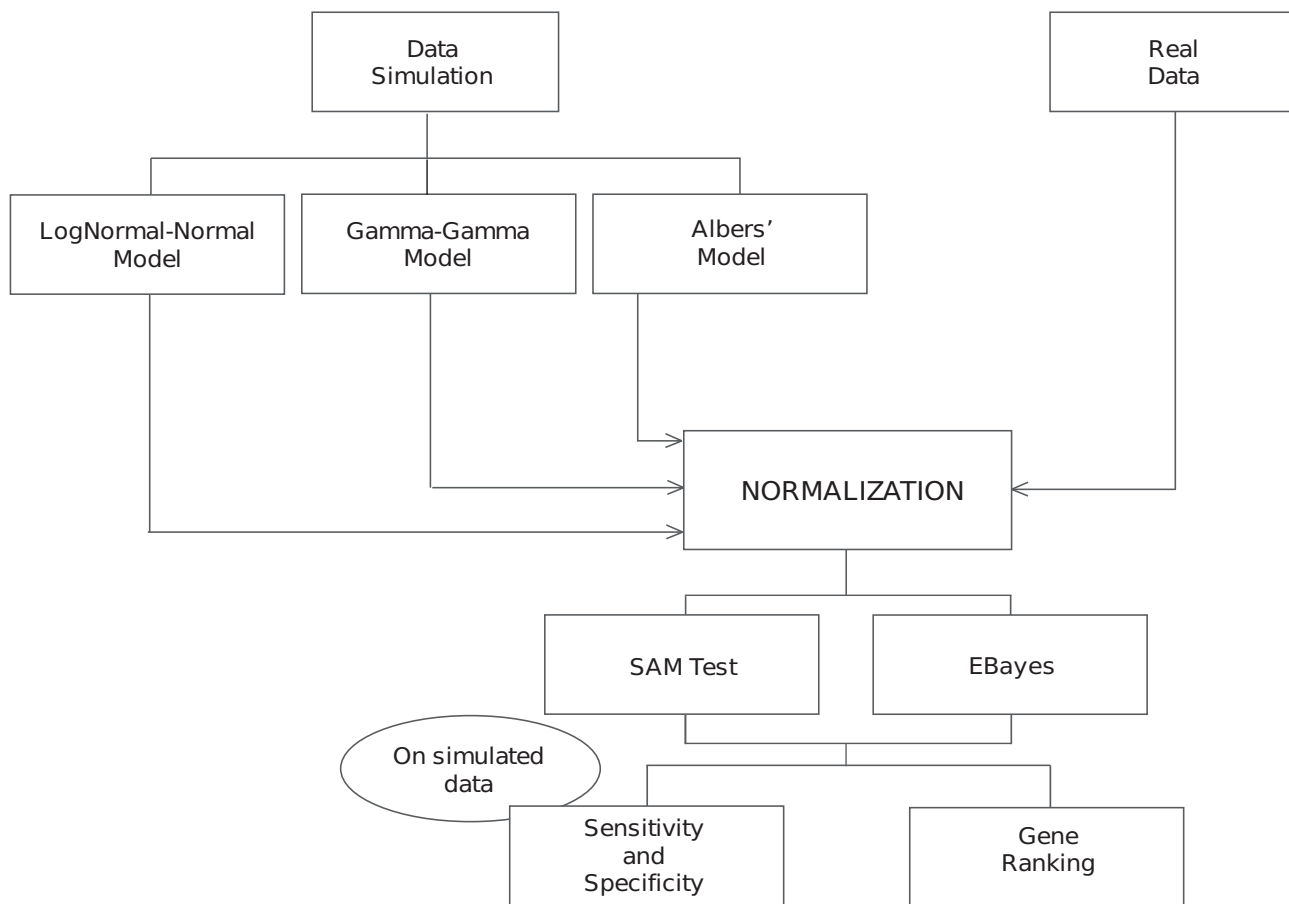 Data
Simulation
Real
Data
LogNormal-Normal
Model
Gamma-Gamma
Model
Albers’
Model
NORMALIZATION
SAM Test
EBayes
On simulated
data
Sensitivity
and
Specificity
Gene
Ranking